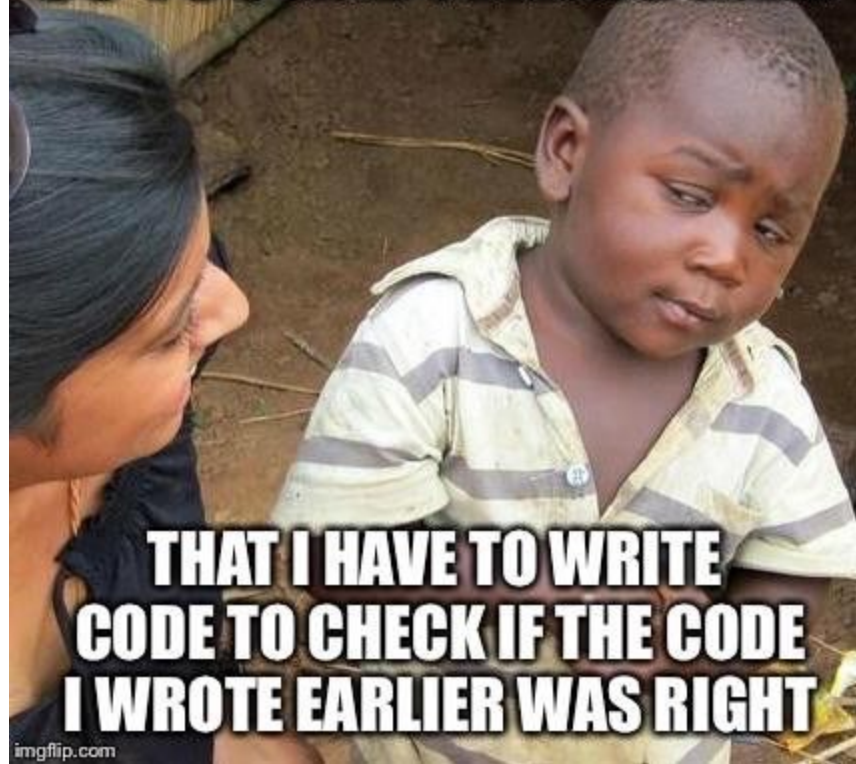 THAT I HAVE TO WRITE
CODE TO CHECK IF THE CODE
I WROTE EARLIER WAS RIGHT
imgflip.com